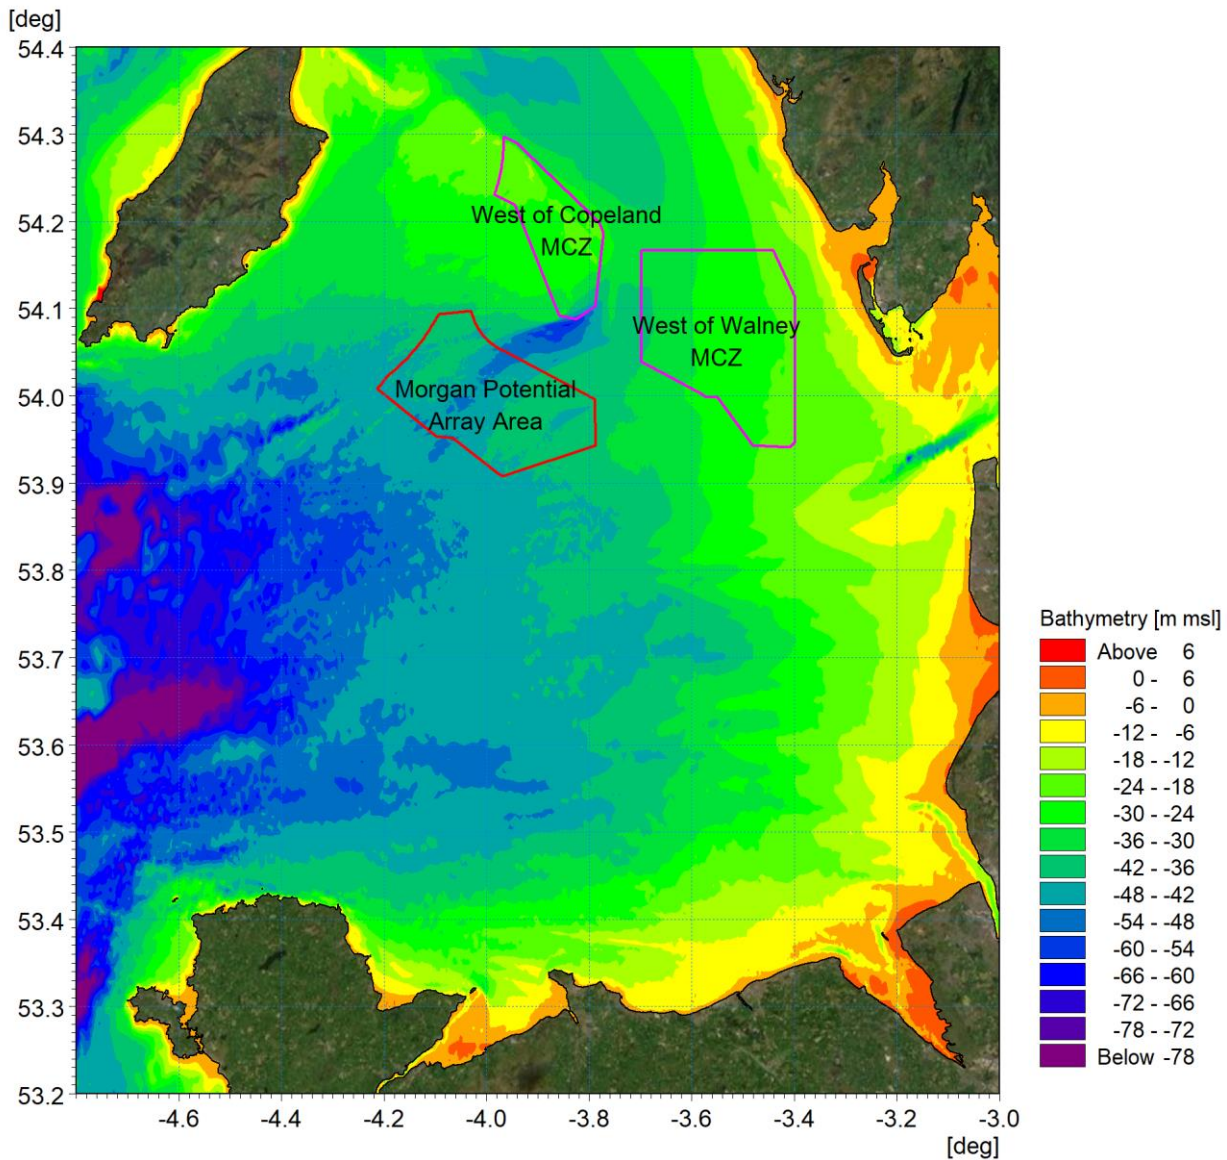 [deg]
54.4
54.3
54.2
54.1
54.0
53.9
53.8
53.7
53.6
53.5
53.4
53.3
53.2
West of Copeland
MCZ
West of Walney
MCZ
Morgan Potential
Array Area
-4.6
-4.4
-4.2
-4.0
-3.8
-3.6
-3.4
-3.2
-3.0
[deg]
Bathymetry [m msl]
Above 6
0 - 6
-6 - 0
-12 - -6
-18 - -12
-24 - -18
-30 - -24
-36 - -30
-42 - -36
-48 - -42
-54 - -48
-60 - -54
-66 - -60
-72 - -66
-78 - -72
Below -78